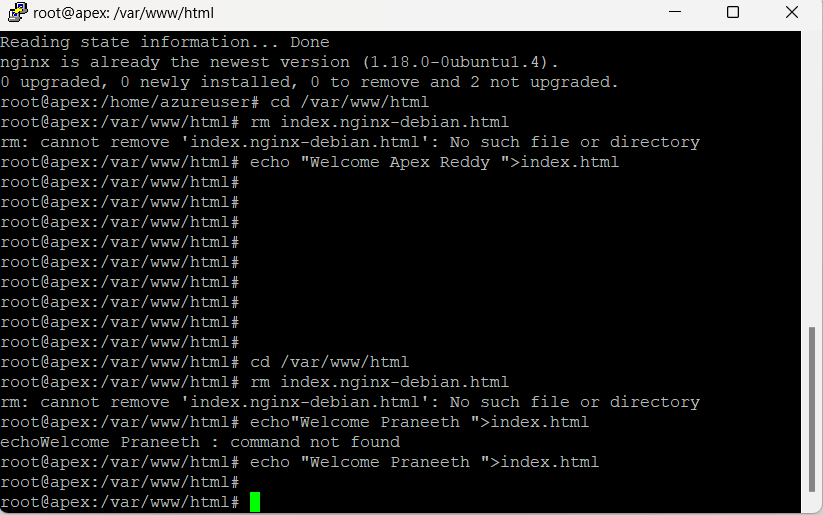 root@apex: /var/www/html
Reading state information... Done
nginx is already the newest version (1.18.0-0ubuntu1.4).
0 upgraded, 0 newly installed, 0 to remove and 2 not upgraded.
root@apex:/home/azureuser# cd /var/www/html
root@apex:/var/www/html# rm index.nginx-debian.html
rm: cannot remove 'index.nginx-debian.html': No such file or directory
root@apex:/var/www/html# echo "Welcome Apex Reddy ">index.html
root@apex:/var/www/html#
root@apex:/var/www/html#
root@apex:/var/www/html#
root@apex:/var/www/html#
root@apex:/var/www/html#
root@apex:/var/www/html#
root@apex:/var/www/html#
root@apex:/var/www/html#
root@apex:/var/www/html#
root@apex:/var/www/html# cd /var/www/html
root@apex:/var/www/html# rm index.nginx-debian.html
rm: cannot remove 'index.nginx-debian.html': No such file or directory
root@apex:/var/www/html# echo"Welcome Praneeth ">index.html
echoWelcome Praneeth : command not found
root@apex:/var/www/html# echo "Welcome Praneeth ">index.html
root@apex:/var/www/html#
root@apex:/var/www/html#